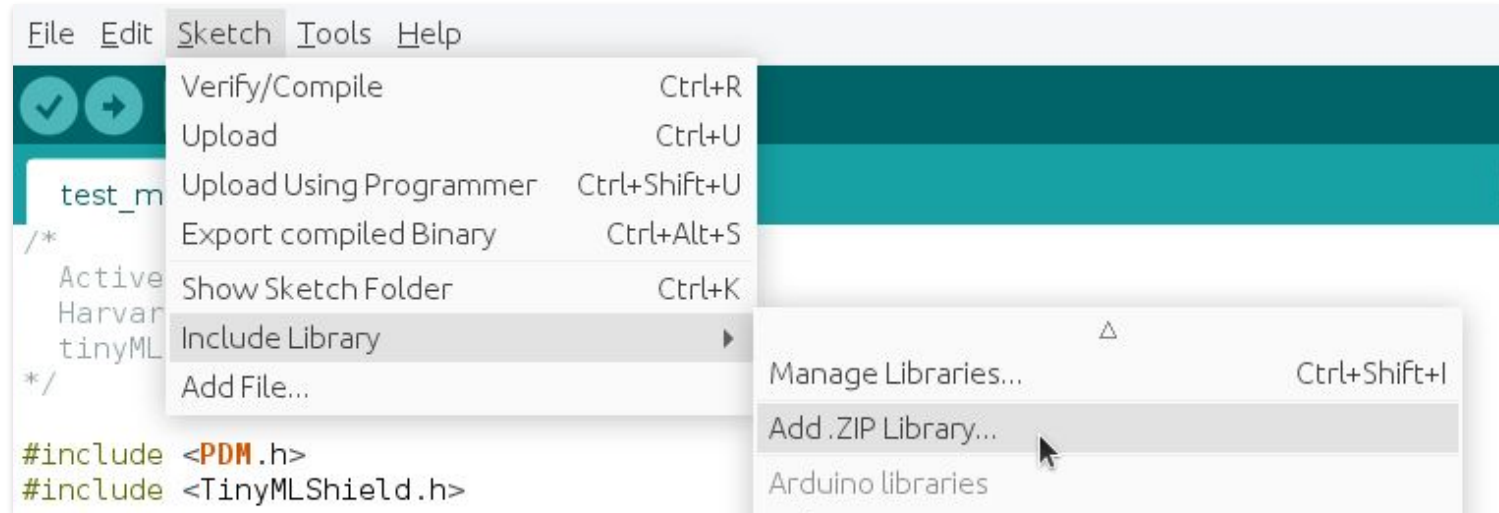 File Edit Sketch Tools Help
Verify/Compile Ctrl+R
Upload Ctrl+U
Upload Using Programmer Ctrl+Shift+U
Export compiled Binary Ctrl+Alt+S
Show Sketch Folder Ctrl+K
Include Library
Add File...
Manage Libraries... Ctrl+Shift+I
Add .ZIP Library...
Arduino libraries
test_m
/*
Active
Harvar
tinyML
*/
#include <PDM.h>
#include <TinyMLShield.h>